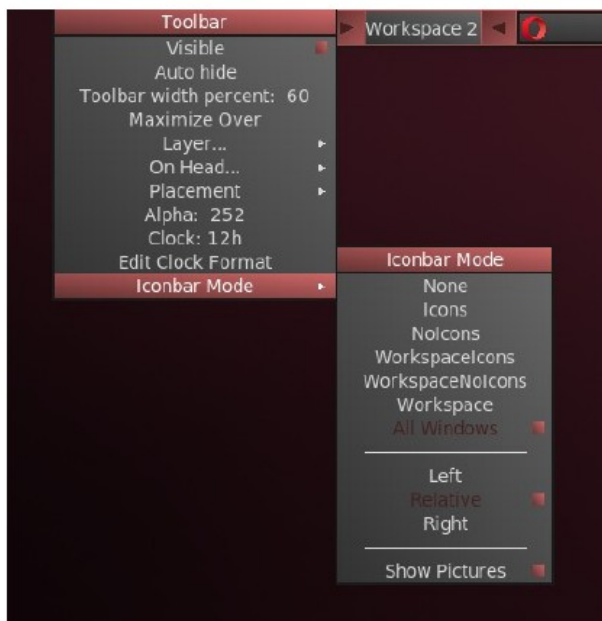 Toolbar
Workspace 2
Visible
Auto hide
Toolbar width percent: 60
Maximize Over
Layer...
On Head...
Placement
Alpha: 252
Clock: 12h
Edit Clock Format
Iconbar Mode
Iconbar Mode
None
Icons
NoIcons
WorkspaceIcons
WorkspaceNoIcons
Workspace
All Windows
Left
Relative
Right
Show Pictures